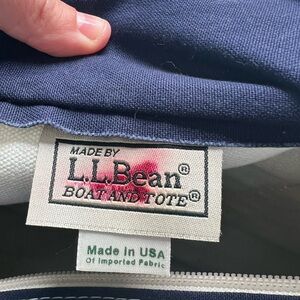 MADE BY
L.L.Bean®
BOAT AND TOTE®
Made In USA
Of Imported Fabric